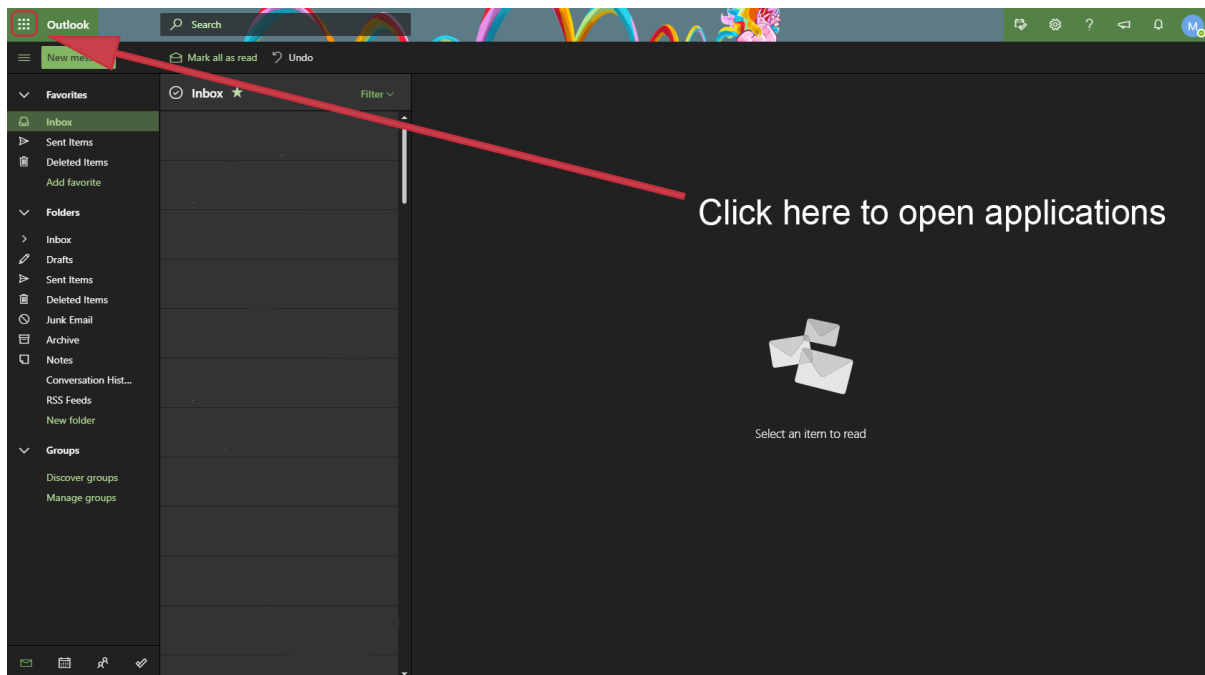 Outlook
Search
New mes
Mark all as read
Undo
Favorites
Inbox
Sent Items
Deleted Items
Add favorite
Folders
Inbox
Drafts
Sent Items
Deleted Items
Junk Email
Archive
Notes
Conversation Hist...
RSS Feeds
New folder
Groups
Discover groups
Manage groups
Inbox
Filter
Click here to open applications
Select an item to read
M